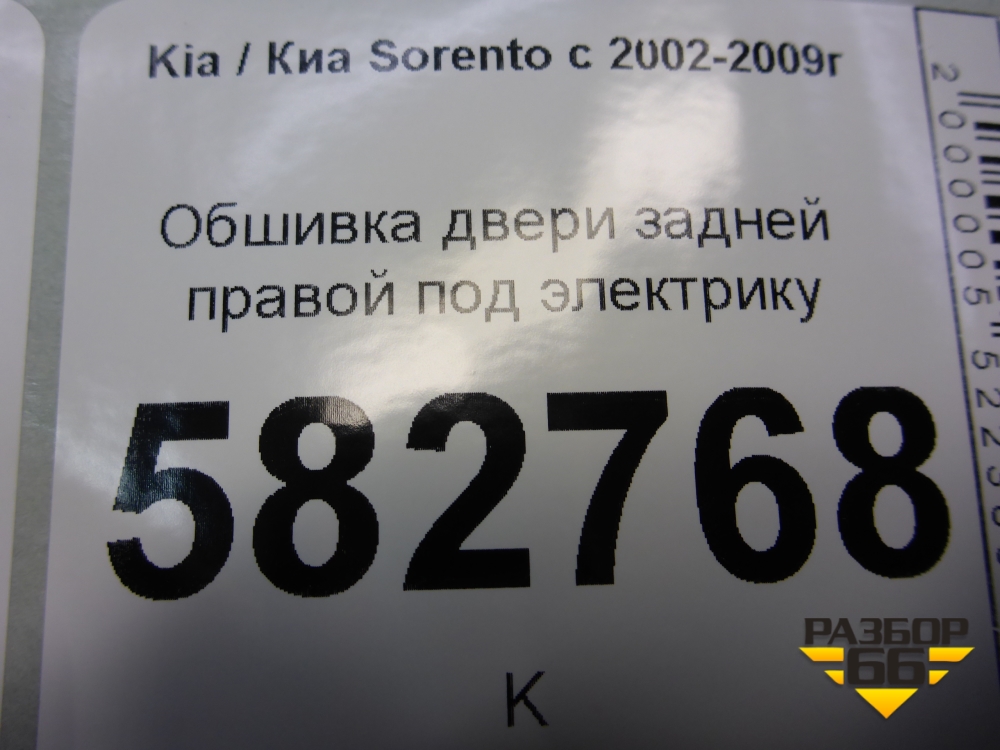 Kia / Киа Sorento с 2002-2009г
Обшивка двери задней
правой под электрику
582768
К
РАЗБОР
66